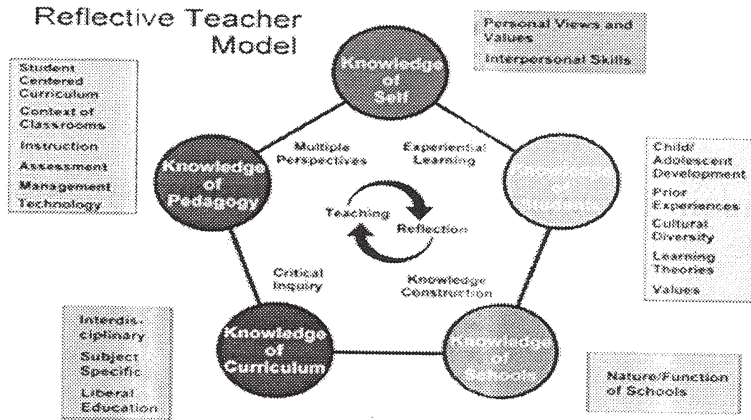 Reflective Teacher
Model
Knowledge
of
Self
Personal Views and
Values
Interpersonal Skills
Student
Centered
Curriculum
Context of
Classrooms
Instruction
Assessment
Management
Technology
Knowledge
of
Pedagogy
Multiple
Perspectives
Experiential
Learning
Knowledge
of
Students
Child/
Adolescent
Development
Prior
Experiences
Cultural
Diversity
Learning
Theories
Values
Teaching
Reflection
Critical
Inquiry
Knowledge
Construction
Interdis-
ciplinary
Subject
Specific
Liberal
Education
Knowledge
of
Curriculum
Knowledge
of
Schools
Nature/Function
of Schools